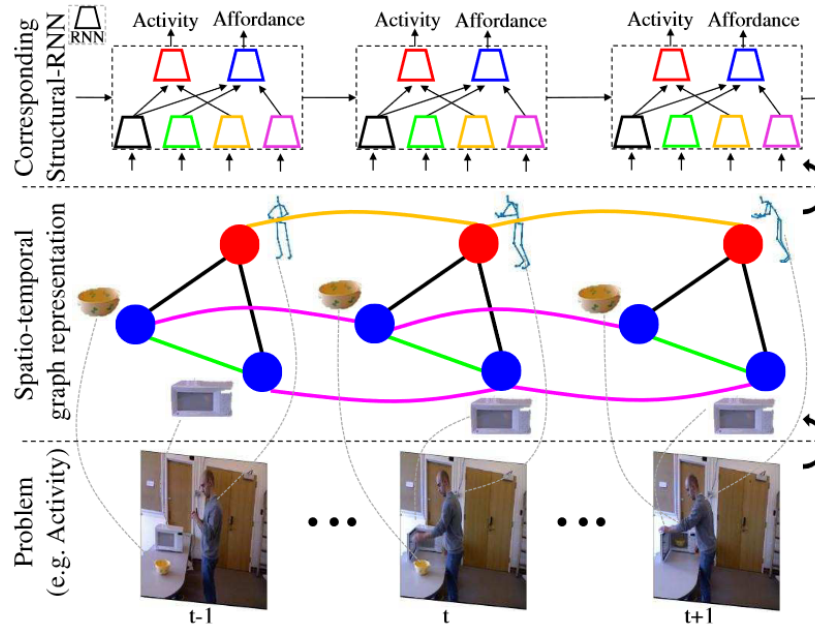 RNN
Activity Affordance
Activity Affordance
Activity Affordance
Corresponding
Structural-RNN
Spatio-temporal
graph representation
Problem
(e.g. Activity)
t-1
t
t+1